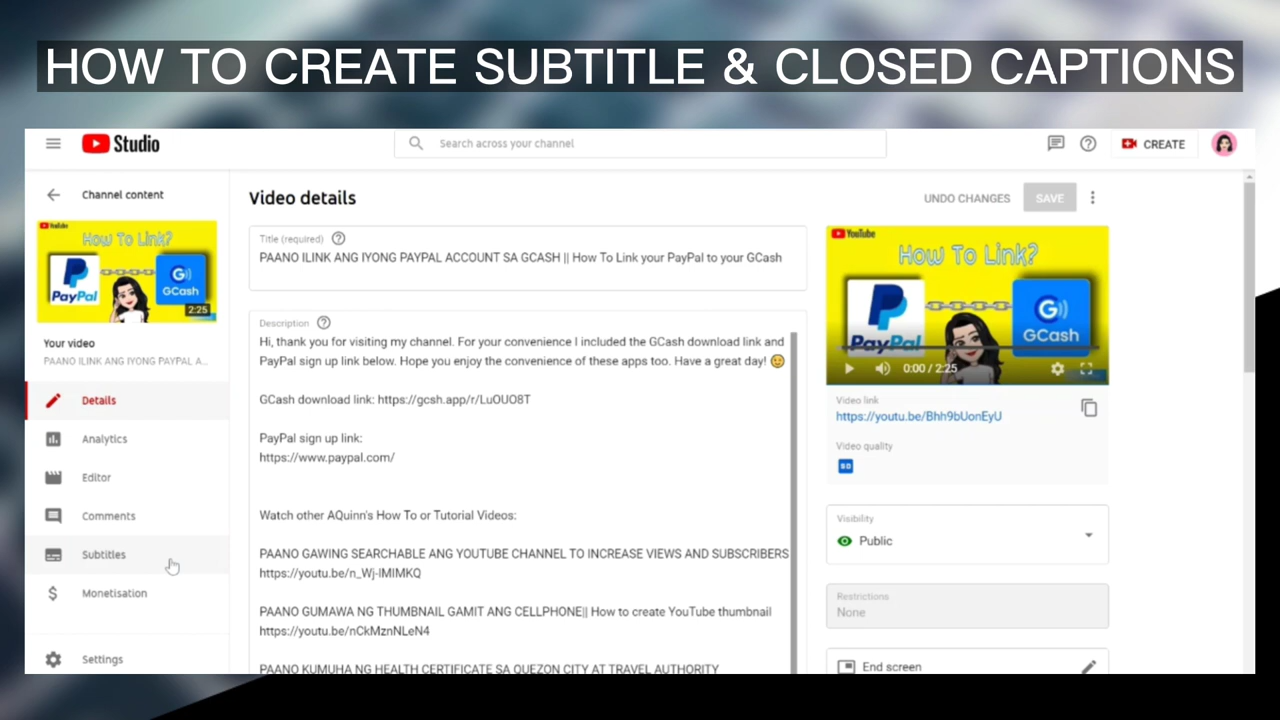 HOW TO CREATE SUBTITLE & CLOSED CAPTIONS
Studio
Search across your channel
CREATE
Channel content
YouTube
How To Link?
PayPal
GCash
2:25
Your video
PAANO ILINK ANG IYONG PAYPAL A...
Details
Analytics
Editor
Comments
Subtitles
Monetisation
Settings
Video details
UNDO CHANGES
SAVE
Title (required)
PAANO ILINK ANG IYONG PAYPAL ACCOUNT SA GCASH || How To Link your PayPal to your GCash
Description
Hi, thank you for visiting my channel. For your convenience I included the GCash download link and
PayPal sign up link below. Hope you enjoy the convenience of these apps too. Have a great day! 🙂
GCash download link: https://gcsh.app/r/LuOUO8T
PayPal sign up link:
https://www.paypal.com/
Watch other AQuinn's How To or Tutorial Videos:
PAANO GAWING SEARCHABLE ANG YOUTUBE CHANNEL TO INCREASE VIEWS AND SUBSCRIBERS
https://youtu.be/n_Wj-IMIMKQ
PAANO GUMAWA NG THUMBNAIL GAMIT ANG CELLPHONE|| How to create YouTube thumbnail
https://youtu.be/nCkMznNLeN4
PAANO KUMUHA NG HEALTH CERTIFICATE SA QUEZON CITY AT TRAVEL AUTHORITY
YouTube
How To Link?
PayPal
GCash
0:00 / 2:25
Video link
https://youtu.be/Bhh9bUonEyU
Video quality
SD
Visibility
Public
Restrictions
None
End screen